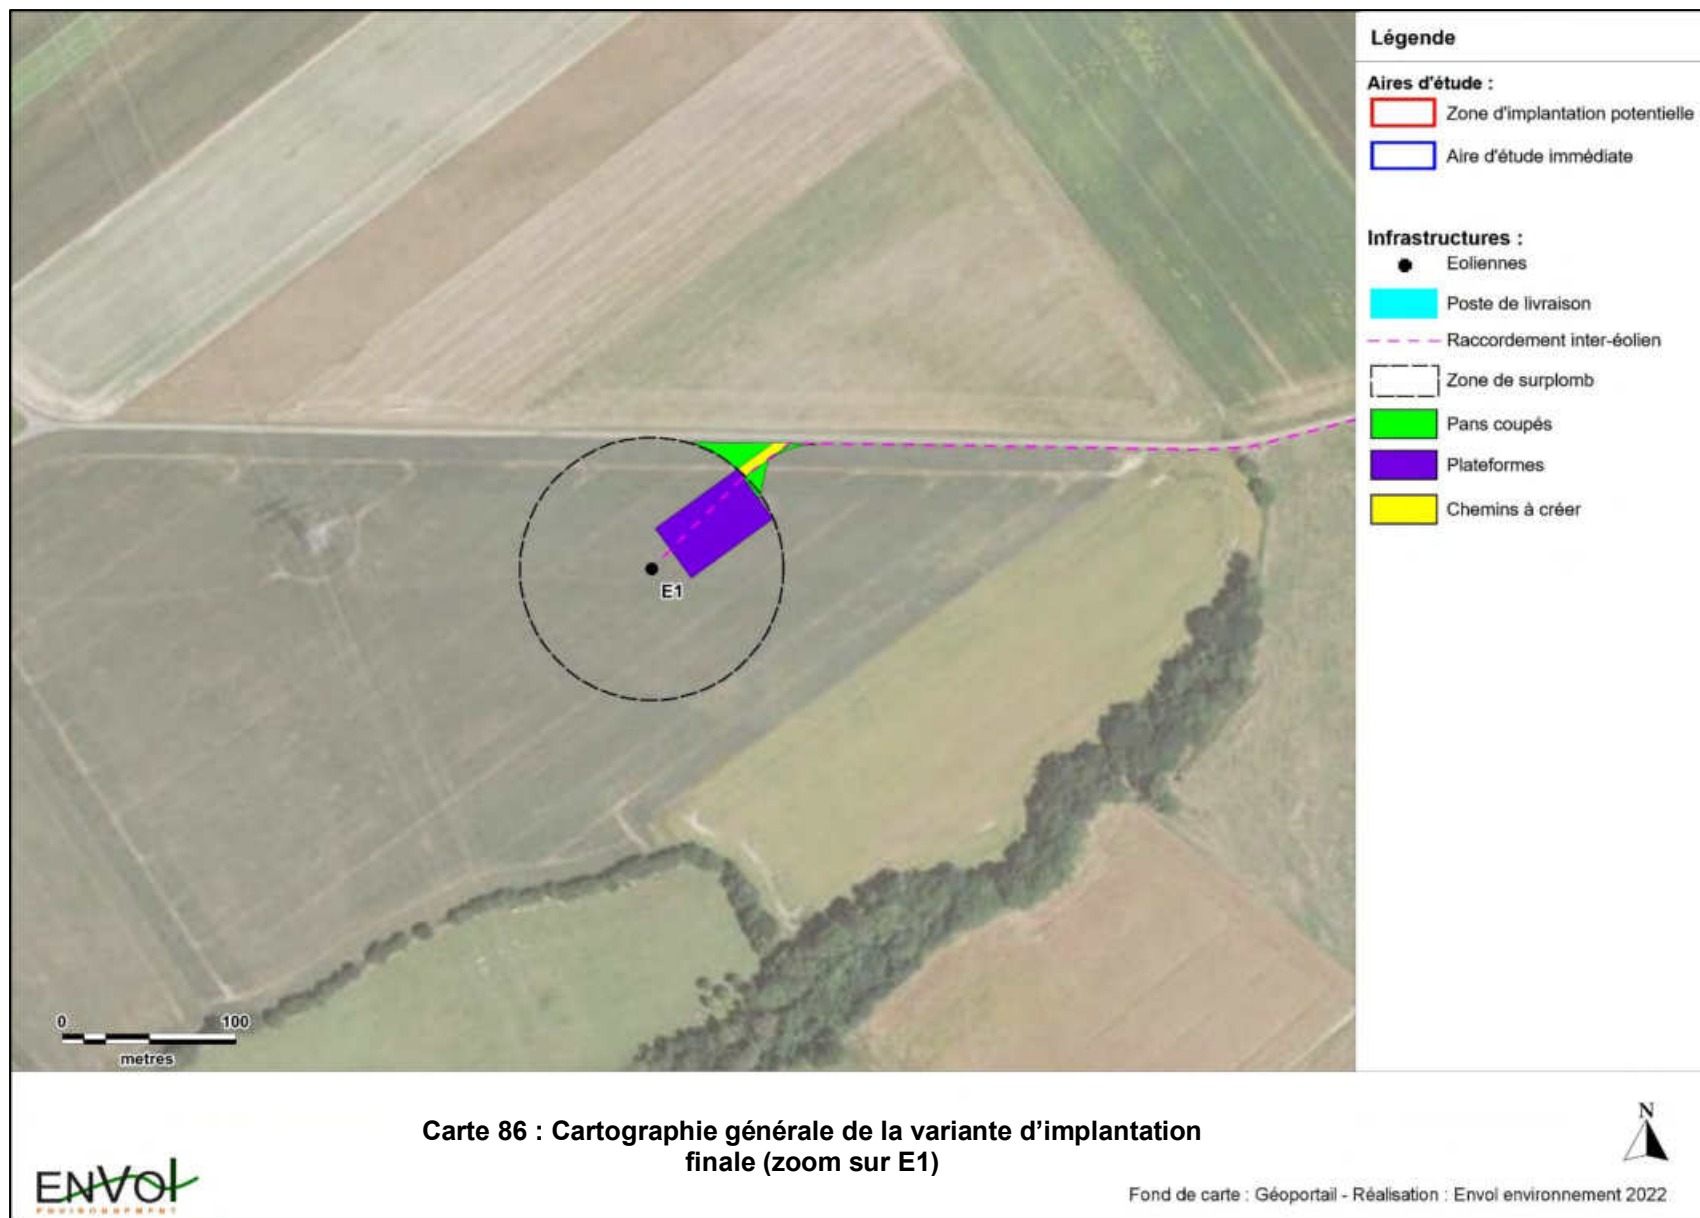 Légende
Aires d'étude :
Zone d'implantation potentielle
Aire d'étude immédiate
Infrastructures :
Eoliennes
Poste de livraison
Raccordement inter-éolien
Zone de surplomb
Pans coupés
Plateformes
Chemins à créer
E1
0 100
metres
Carte 86 : Cartographie générale de la variante d'implantation
finale (zoom sur E1)
N
ENVOl
ENVIRONNEMENT
Fond de carte : Géoportail - Réalisation : Envol environnement 2022